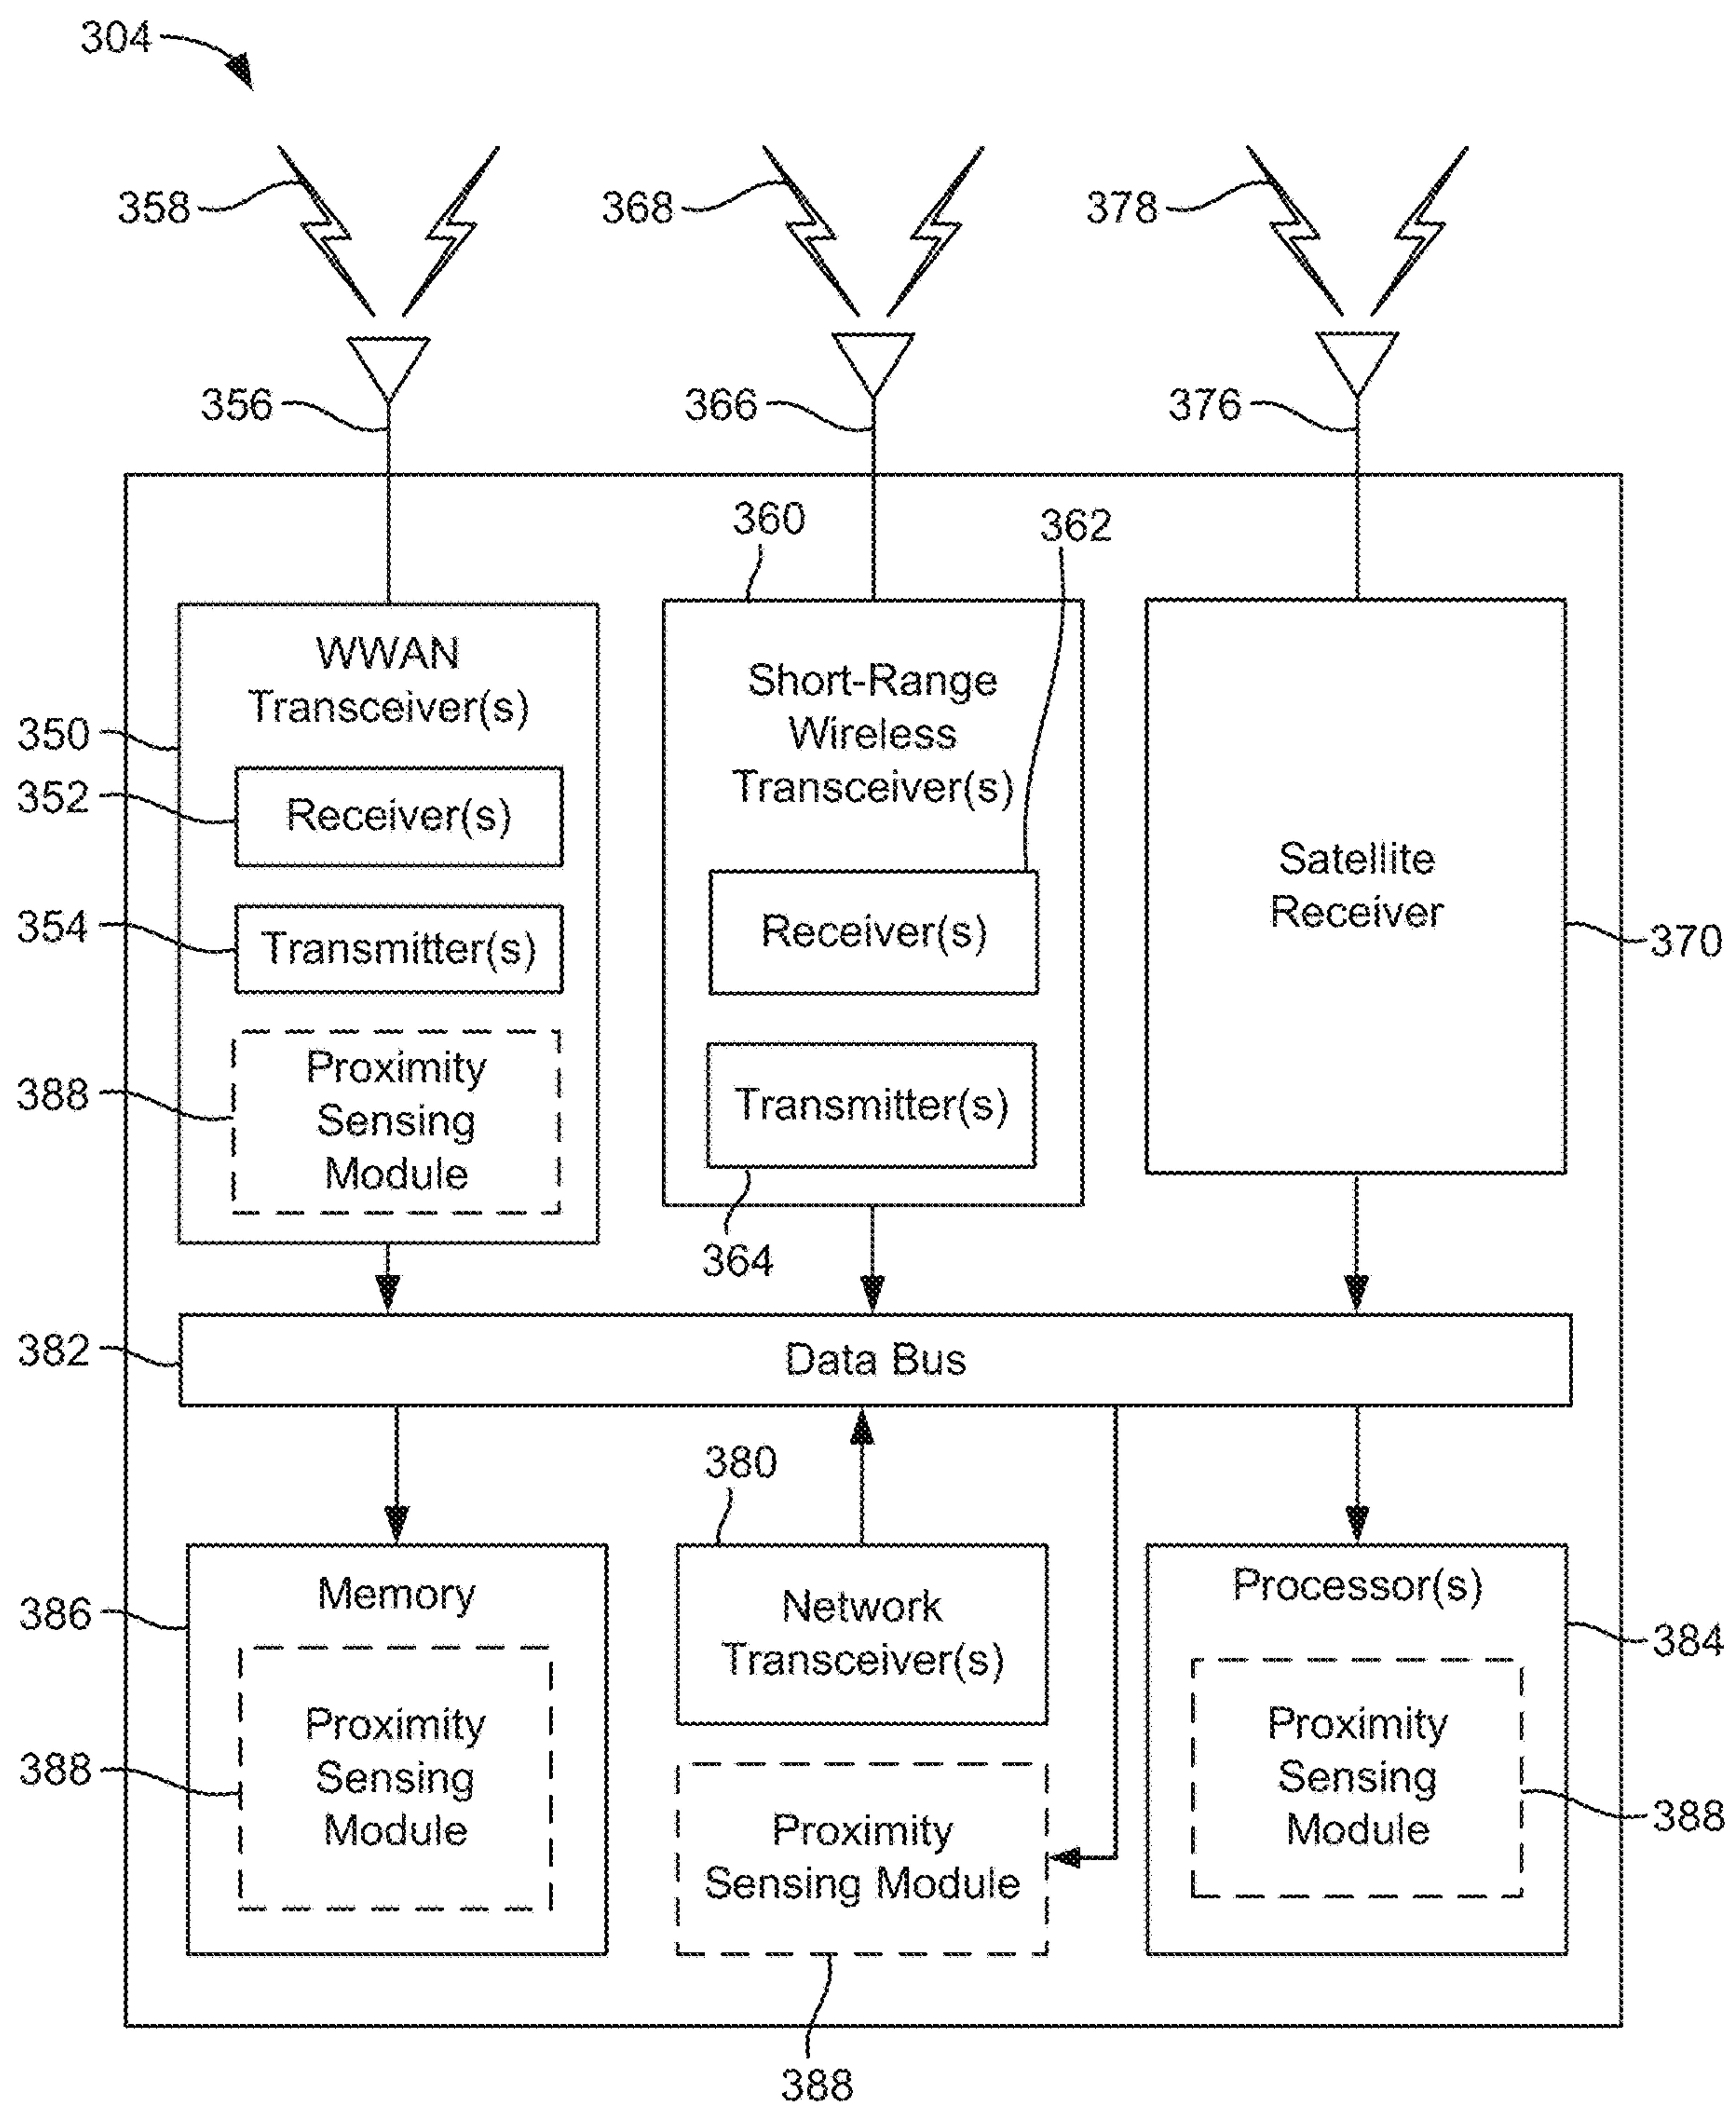 304
358
368
378
356
366
376
360
362
WWAN
Transceiver(s)
Short-Range
Wireless
Transceiver(s)
350
352
Receiver(s)
Satellite
Receiver
354
Transmitter(s)
Receiver(s)
370
388
Proximity
Sensing
Module
Transmitter(s)
364
382
Data Bus
380
386
Memory
Network
Transceiver(s)
Processor(s)
384
388
Proximity
Sensing
Module
Proximity
Sensing Module
Proximity
Sensing
Module
388
388